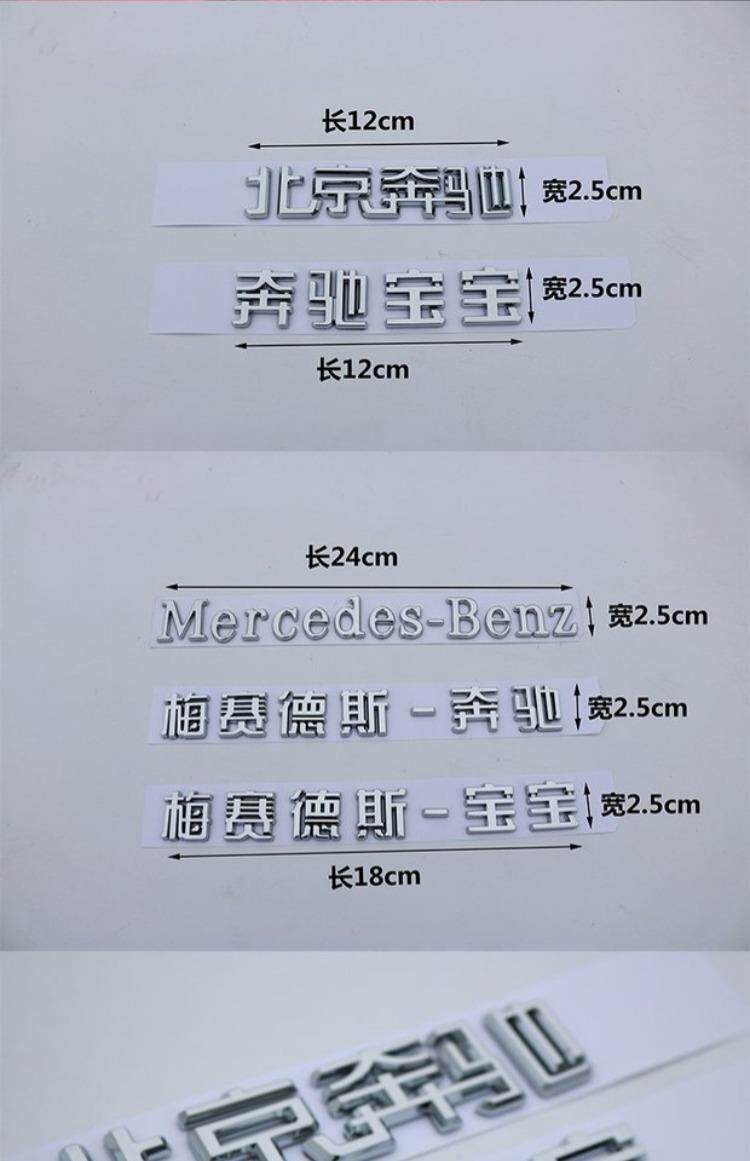 长12cm
北京奔驰
宽2.5cm
奔驰宝宝
宽2.5cm
长12cm
长24cm
Mercedes-Benz
宽2.5cm
梅赛德斯-奔驰
宽2.5cm
梅赛德斯-宝宝
宽2.5cm
长18cm
北京奔驰